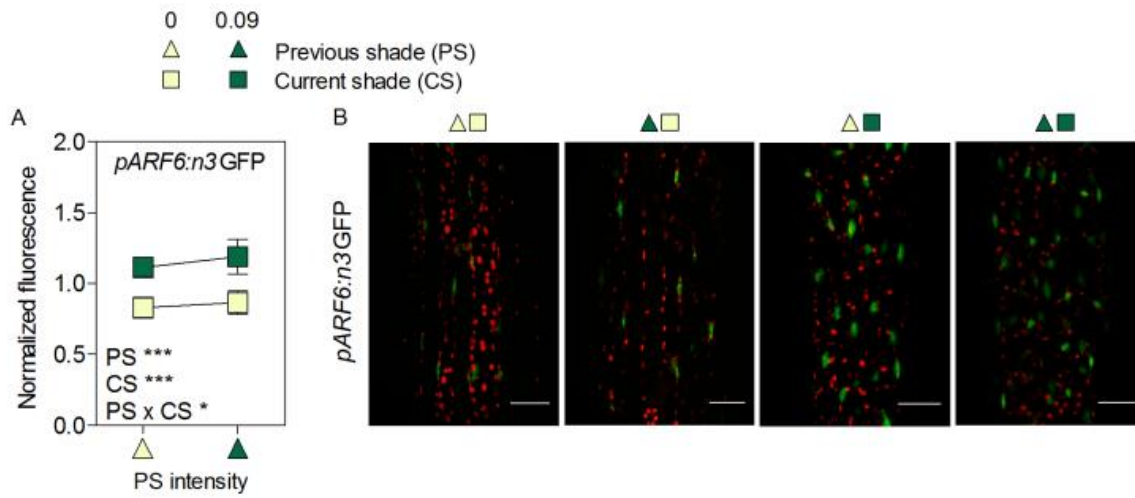 0 0.09
Previous shade (PS)
Current shade (CS)
A
B
2.0
1.5
1.0
0.5
0.0
Normalized fluorescence
pARF6:n3GFP
PS ***
CS ***
PS x CS *
PS intensity
pARF6:n3GFP